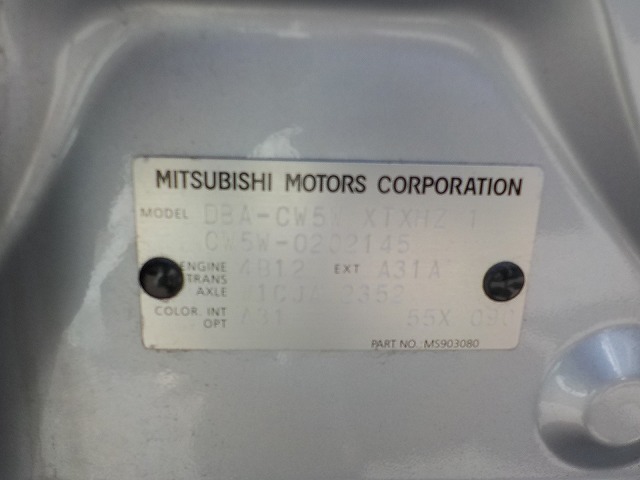 MITSUBISHI MOTORS CORPORATION
MODEL DBA-CW5W XTXHZ 1
CW5W-0202145
ENGINE 4B12 EXT A31A
TRANS
AXLE 1CJA 2352
COLOR. INT A31 55X
OPT
PART NO.: MS903080